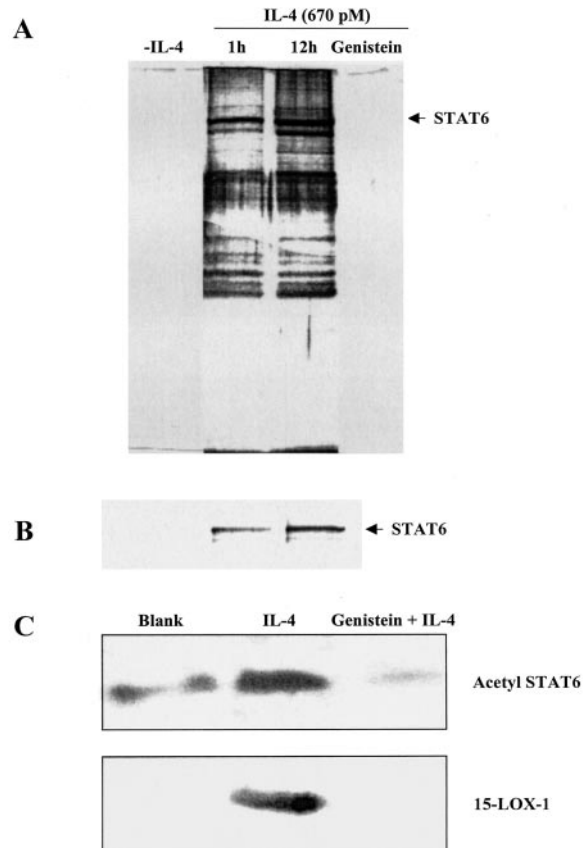 A
IL-4 (670 pM)
-IL-4 1h 12h Genistein
STAT6
B
STAT6
C
Blank IL-4 Genistein + IL-4
Acetyl STAT6
15-LOX-1